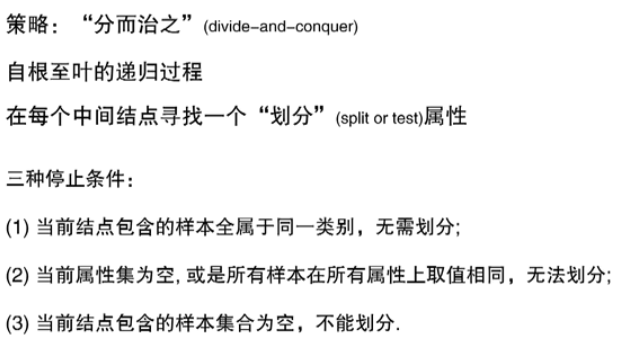 策略：“分而治之”(divide-and-conquer)
自根至叶的递归过程
在每个中间结点寻找一个“划分”(split or test)属性
三种停止条件：
(1) 当前结点包含的样本全属于同一类别，无需划分;
(2) 当前属性集为空, 或是所有样本在所有属性上取值相同，无法划分;
(3) 当前结点包含的样本集合为空，不能划分.